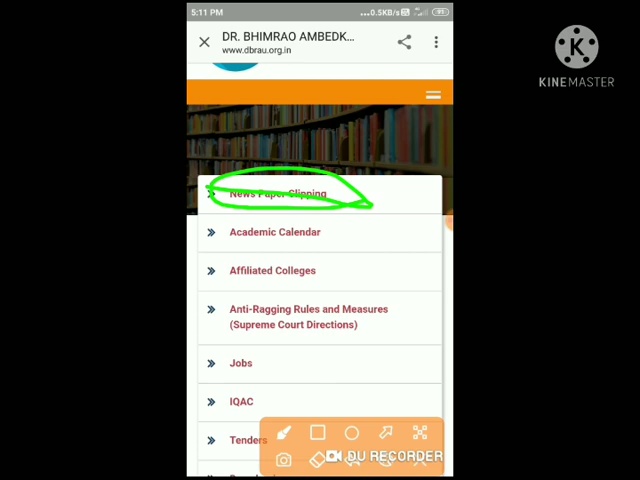 5:11 PM
...0.5KB/s
91
DR. BHIMRAO AMBEDK...
www.dbrau.org.in
K
KINEMASTER
News Paper Clipping
Academic Calendar
Affiliated Colleges
Anti-Ragging Rules and Measures
(Supreme Court Directions)
Jobs
IQAC
Tenders
DU RECORDER